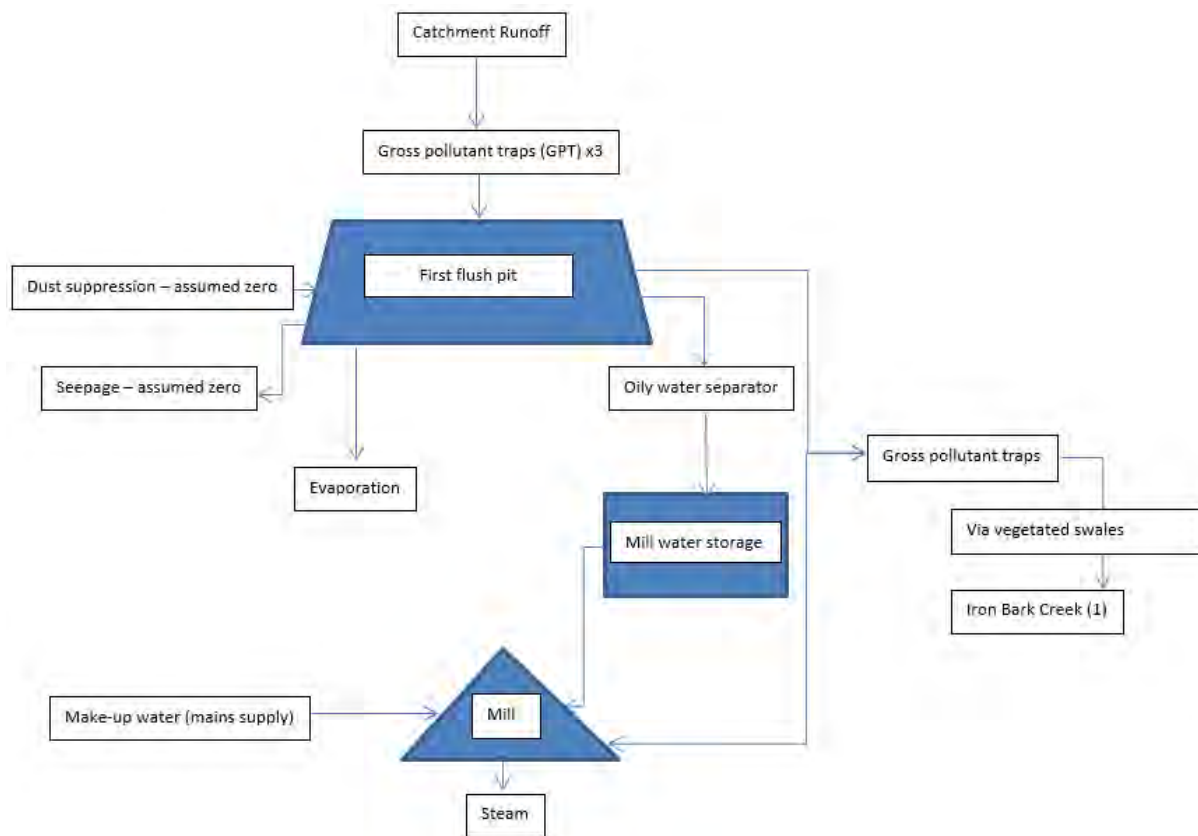 Catchment Runoff
Gross pollutant traps (GPT) x3
First flush pit
Dust suppression – assumed zero
Seepage – assumed zero
Oily water separator
Evaporation
Gross pollutant traps
Mill water storage
Via vegetated swales
Iron Bark Creek (1)
Make-up water (mains supply)
Mill
Steam